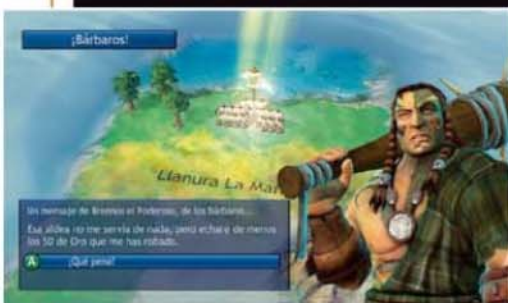 ¡Bárbaros!
Llanura La Man
Un mensaje de Brennus el Poderoso, de los bárbaros...
Esa aldea no me servía de nada, pero echaré de menos
los 50 de Oro que me has robado.
A ¡Qué pena!